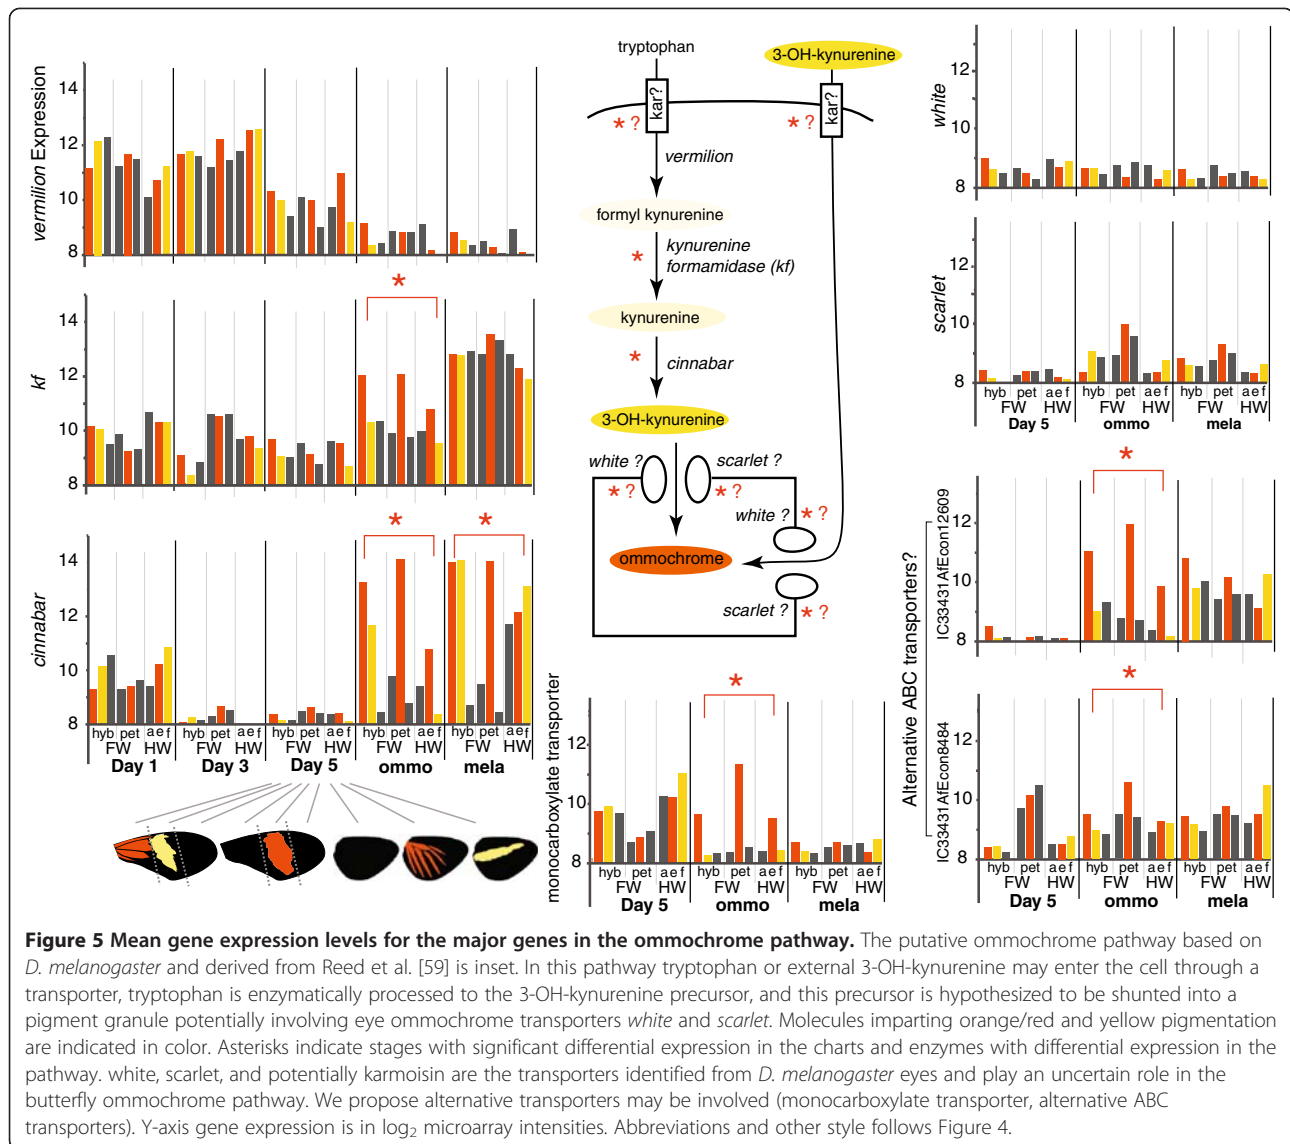 vermilion Expression
14
12
10
8
kf
14
12
10
8
*
cinnabar
14
12
10
8
*
*
hyb pet a e f
FW HW
Day 1
Day 3
hyb pet a e f
FW HW
Day 5
hyb pet a e f
FW HW
ommo
hyb pet a e f
FW HW
mela
hyb pet a e f
FW HW
tryptophan
3-OH-kynurenine
kar?
kar?
* ?
* ?
vermilion
formyl kynurenine
*
kynurenine
formamidase (kf)
kynurenine
*
cinnabar
3-OH-kynurenine
white ?
scarlet ?
* ?
* ?
white ?
* ?
ommochrome
scarlet ?
* ?
monocarboxylate transporter
12
10
8
*
hyb pet a e f
FW HW
Day 5
hyb pet a e f
FW HW
ommo
hyb pet a e f
FW HW
mela
white
12
10
8
scarlet
12
10
8
hyb pet a e f
FW HW
Day 5
hyb pet a e f
FW HW
ommo
hyb pet a e f
FW HW
mela
Alternative ABC transporters?
IC33431AfEcon12609
12
10
8
*
IC33431AfEcon8484
12
10
8
*
hyb pet a e f
FW HW
Day 5
hyb pet a e f
FW HW
ommo
hyb pet a e f
FW HW
mela
Figure 5 Mean gene expression levels for the major genes in the ommochrome pathway. The putative ommochrome pathway based on
D. melanogaster and derived from Reed et al. [59] is inset. In this pathway tryptophan or external 3-OH-kynurenine may enter the cell through a
transporter, tryptophan is enzymatically processed to the 3-OH-kynurenine precursor, and this precursor is hypothesized to be shunted into a
pigment granule potentially involving eye ommochrome transporters white and scarlet. Molecules imparting orange/red and yellow pigmentation
are indicated in color. Asterisks indicate stages with significant differential expression in the charts and enzymes with differential expression in the
pathway. white, scarlet, and potentially karmoisin are the transporters identified from D. melanogaster eyes and play an uncertain role in the
butterfly ommochrome pathway. We propose alternative transporters may be involved (monocarboxylate transporter, alternative ABC
transporters). Y-axis gene expression is in log2 microarray intensities. Abbreviations and other style follows Figure 4.